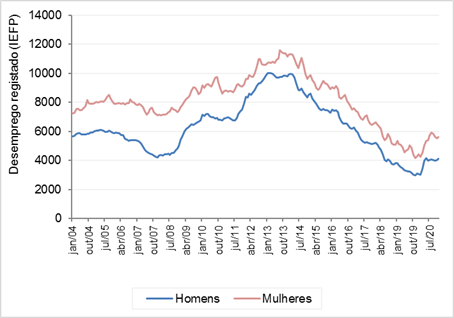 Desemprego registado (IEFP)
14000
12000
10000
8000
6000
4000
2000
0
jan/04
out/04
jul/05
abr/06
jan/07
out/07
jul/08
abr/09
jan/10
out/10
jul/11
abr/12
jan/13
out/13
jul/14
abr/15
jan/16
out/16
jul/17
abr/18
jan/19
out/19
jul/20
Homens
Mulheres